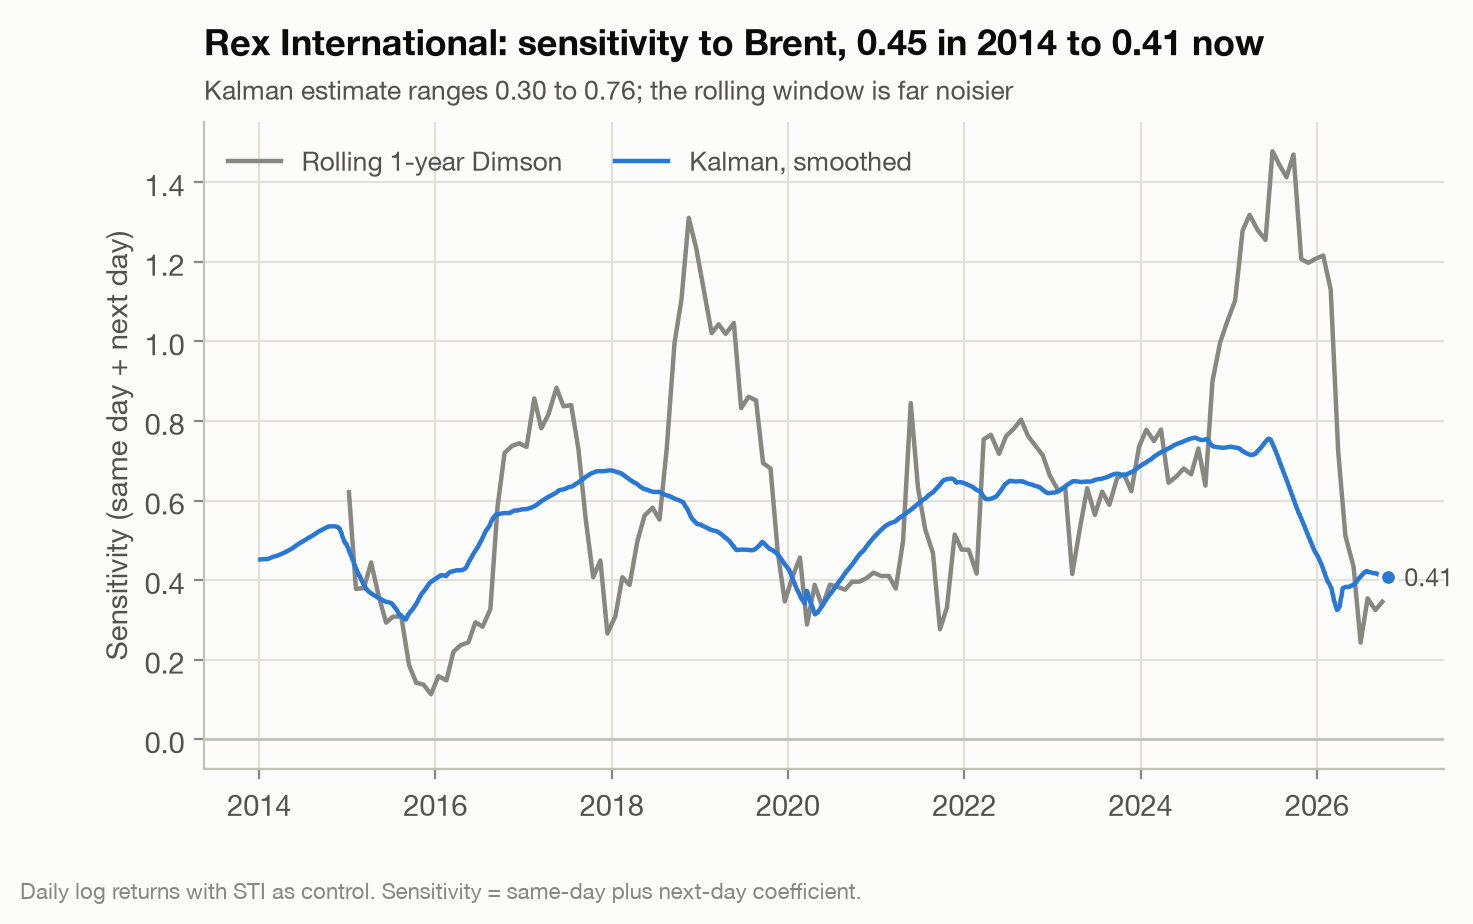 Rex International: sensitivity to Brent, 0.45 in 2014 to 0.41 now
Kalman estimate ranges 0.30 to 0.76; the rolling window is far noisier
Rolling 1-year Dimson
Kalman, smoothed
Sensitivity (same day + next day)
1.4
1.2
1.0
0.8
0.6
0.4
0.2
0.0
0.41
2014
2016
2018
2020
2022
2024
2026
Daily log returns with STI as control. Sensitivity = same-day plus next-day coefficient.